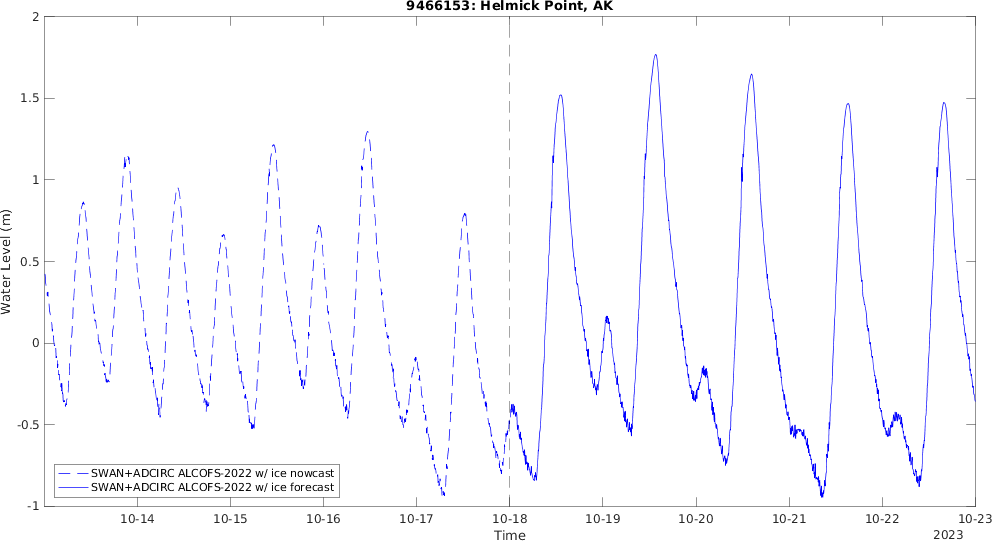 9466153: Helmick Point, AK
2
1.5
1
0.5
0
-0.5
-1
Water Level (m)
SWAN+ADCIRC ALCOFS-2022 w/ ice nowcast
SWAN+ADCIRC ALCOFS-2022 w/ ice forecast
10-14 10-15 10-16 10-17 10-18 10-19 10-20 10-21 10-22 10-23
Time
2023